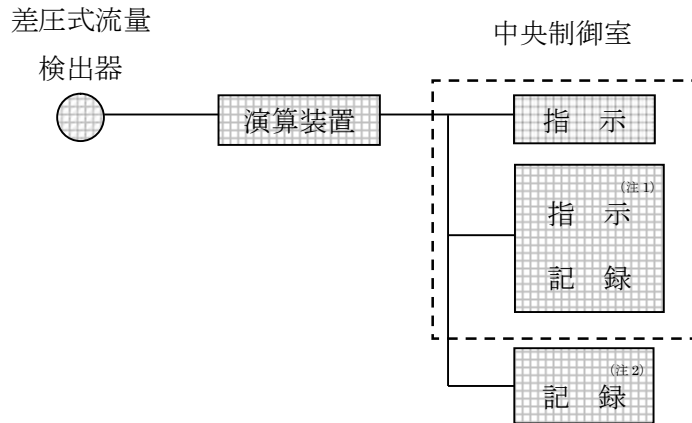 差圧式流量
検出器
中央制御室
演算装置
指 示
(注1)
指 示
記 録
(注2)
記 録